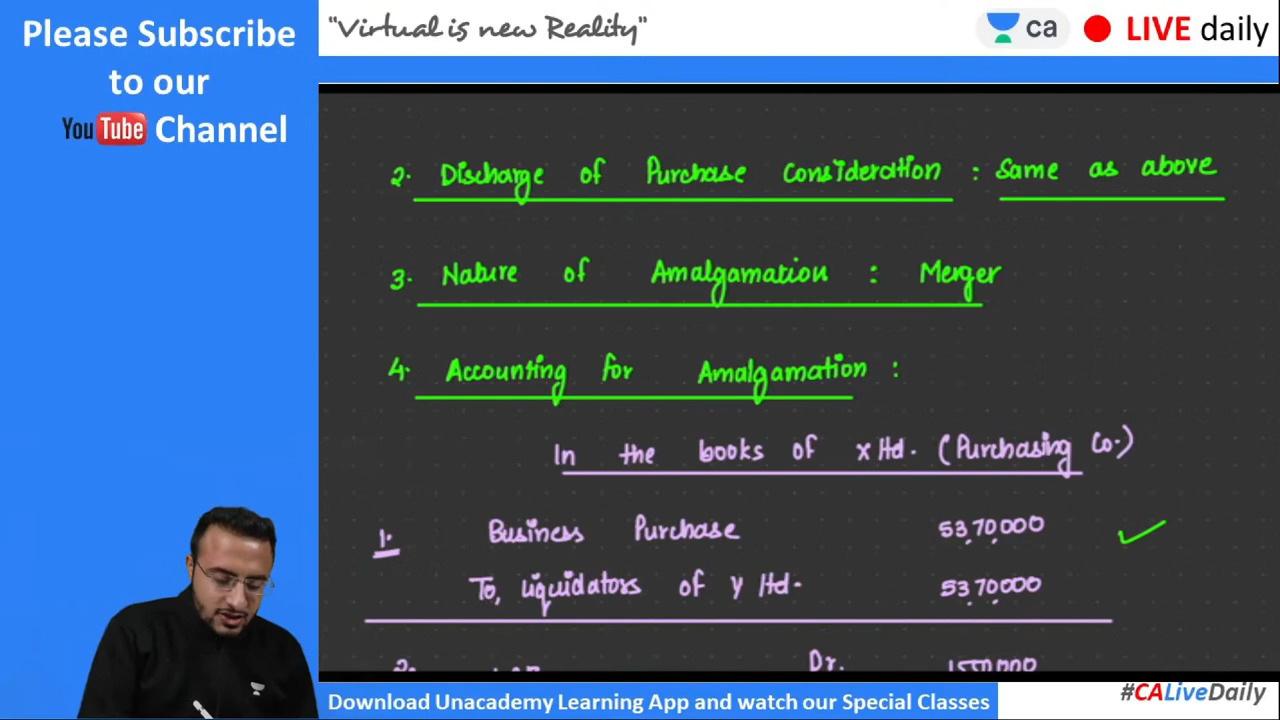 Please Subscribe
to our
YouTube Channel
"Virtual is new Reality"
ca
LIVE daily
2. Discharge of Purchase Consideration : Same as above
3. Nature of Amalgamation : Merger
4. Accounting for Amalgamation :
In the books of x Ltd. (Purchasing Co.)
1. Business Purchase 53,70,000
To, Liquidators of y Ltd. 53,70,000
2. Dr.
Download Unacademy Learning App and watch our Special Classes
#CALiveDaily